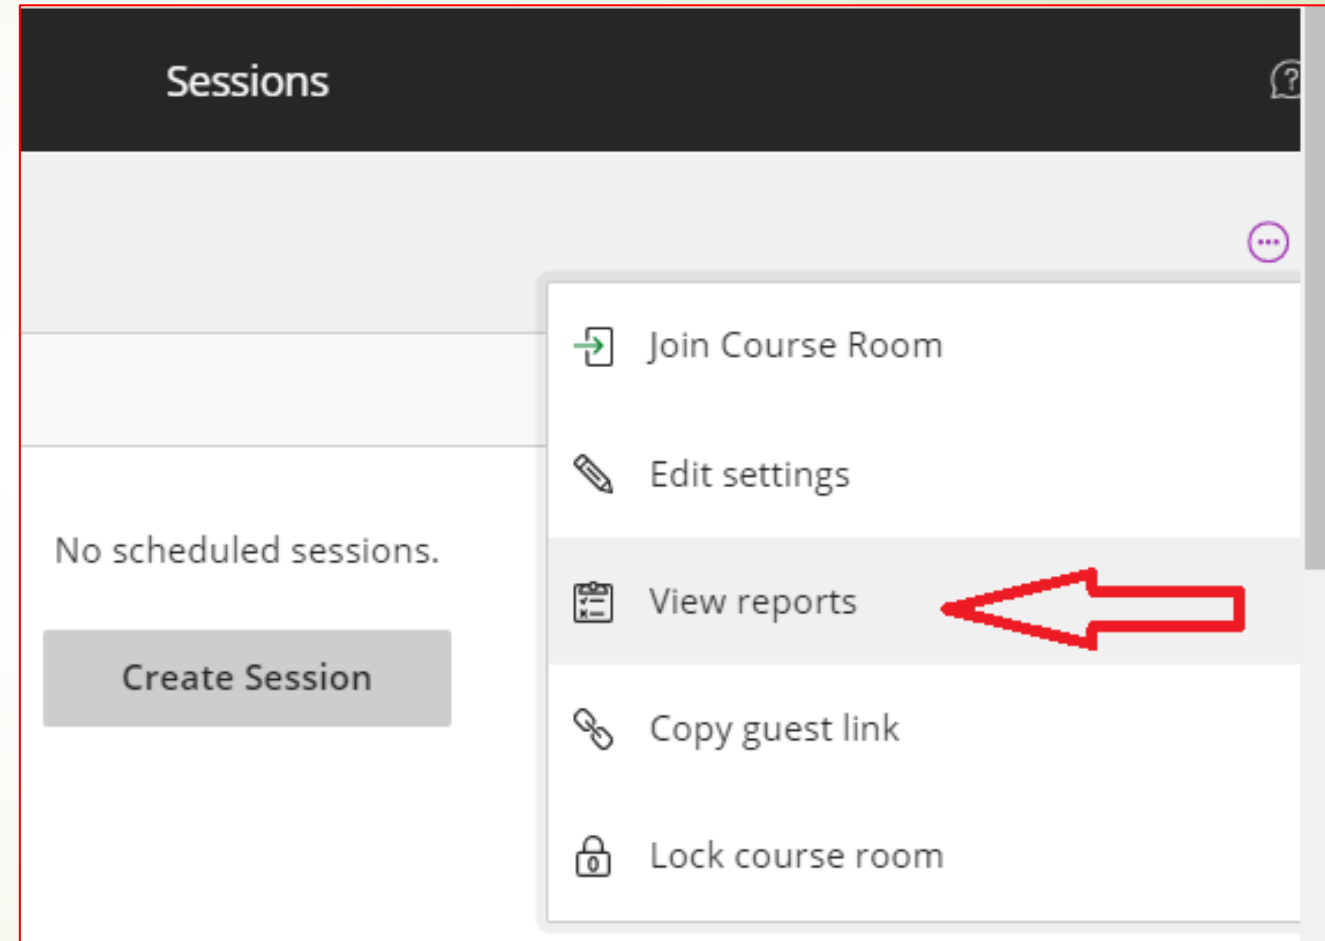 Sessions
?
Join Course Room
Edit settings
No scheduled sessions.
View reports
Create Session
Copy guest link
Lock course room